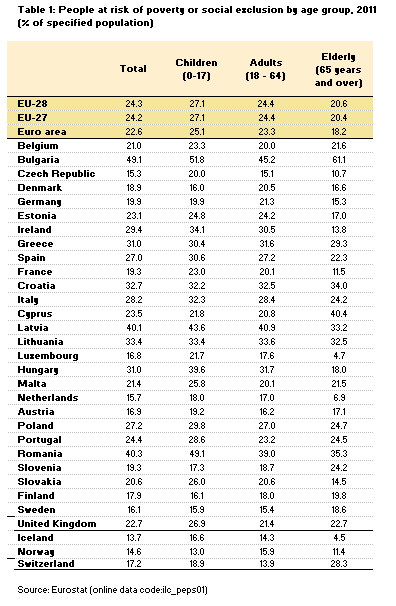 Table 1: People at risk of poverty or social exclusion by age group, 2011
(% of specified population)
Total Children (0-17) Adults (18 - 64) Elderly (65 years and over)
EU-28 24.3 27.1 24.4 20.6
EU-27 24.2 27.1 24.4 20.4
Euro area 22.6 25.1 23.3 18.2
Belgium 21.0 23.3 20.0 21.6
Bulgaria 49.1 51.8 45.2 61.1
Czech Republic 15.3 20.0 15.1 10.7
Denmark 18.9 16.0 20.5 16.6
Germany 19.9 19.9 21.3 15.3
Estonia 23.1 24.8 24.2 17.0
Ireland 29.4 34.1 30.5 13.8
Greece 31.0 30.4 31.6 29.3
Spain 27.0 30.6 27.2 22.3
France 19.3 23.0 20.1 11.5
Croatia 32.7 32.2 32.5 34.0
Italy 28.2 32.3 28.4 24.2
Cyprus 23.5 21.8 20.8 40.4
Latvia 40.1 43.6 40.9 33.2
Lithuania 33.4 33.4 33.6 32.5
Luxembourg 16.8 21.7 17.6 4.7
Hungary 31.0 39.6 31.7 18.0
Malta 21.4 25.8 20.1 21.5
Netherlands 15.7 18.0 17.0 6.9
Austria 16.9 19.2 16.2 17.1
Poland 27.2 29.8 27.0 24.7
Portugal 24.4 28.6 23.2 24.5
Romania 40.3 49.1 39.0 35.3
Slovenia 19.3 17.3 18.7 24.2
Slovakia 20.6 26.0 20.6 14.5
Finland 17.9 16.1 18.0 19.8
Sweden 16.1 15.9 15.4 18.6
United Kingdom 22.7 26.9 21.4 22.7
Iceland 13.7 16.6 14.3 4.5
Norway 14.6 13.0 15.9 11.4
Switzerland 17.2 18.9 13.9 28.3
Source: Eurostat (online data code:ilc_peps01)